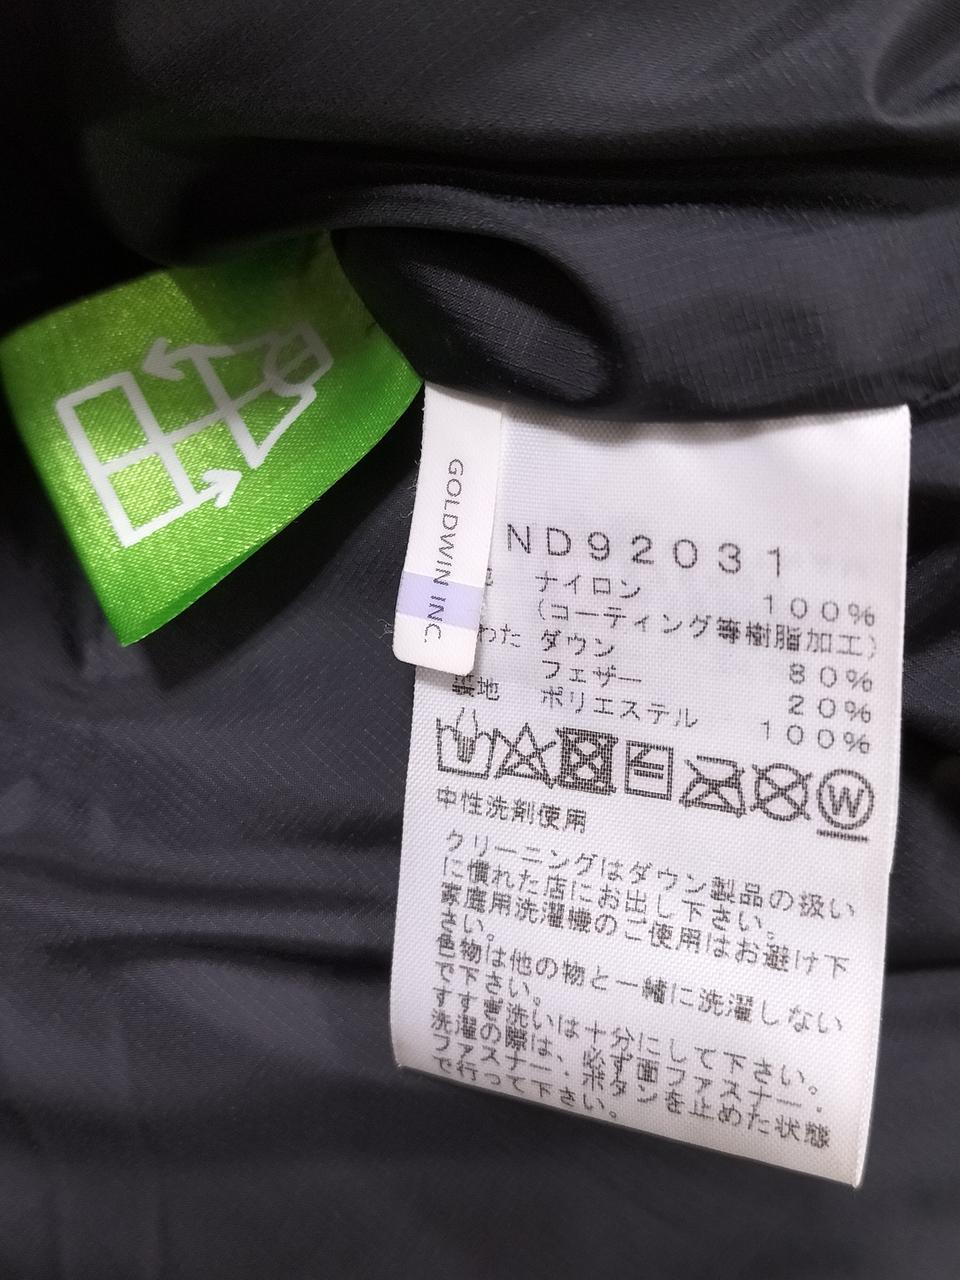 GOLDWIN INC.
ND92031
ナイロン 100%
(コーティング等樹脂加工)
わた ダウン 80%
フェザー 20%
裏地 ポリエステル 100%
W
中性洗剤使用
クリーニングはダウン製品の扱い
に慣れた店にお出し下さい。
家庭用洗濯機のご使用はお避け下
さい。
色物は他の物と一緒に洗濯しない
で下さい。
すすぎ洗いは十分にして下さい。
洗濯の際は、必ず面ファスナー・
ファスナー・ボタンを止めた状態
で行って下さい。